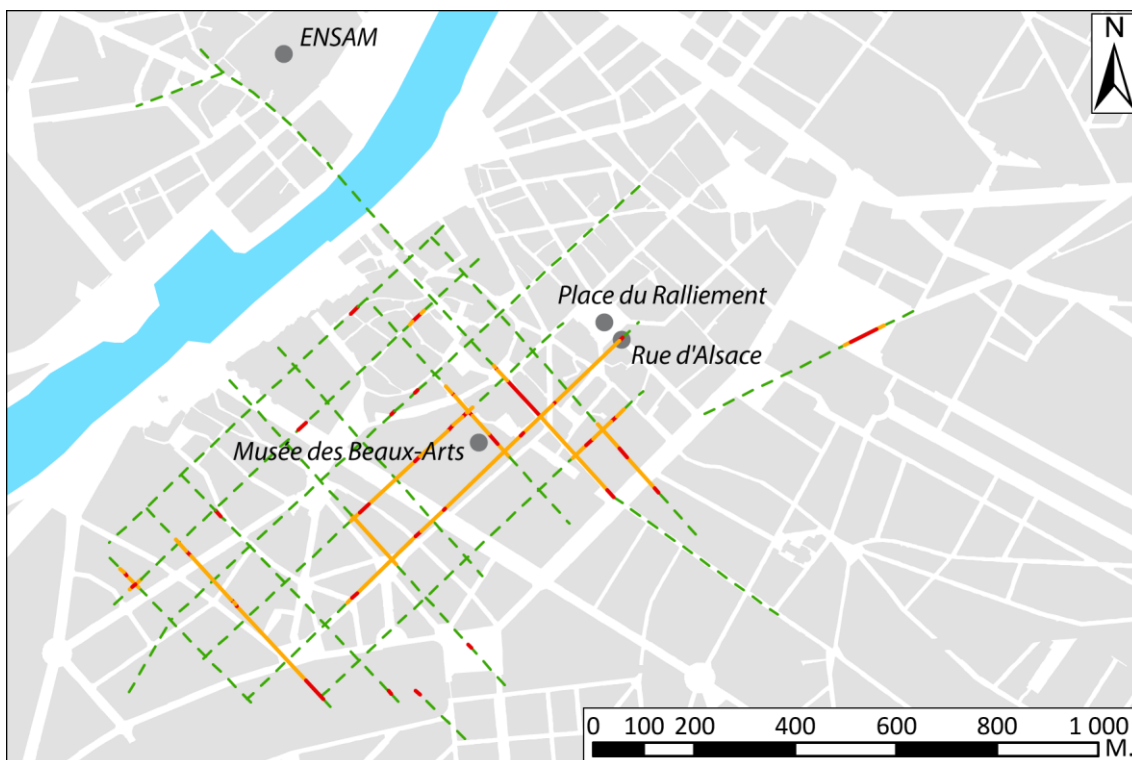 ENSAM
N
Place du Ralliement
Rue d'Alsace
Musée des Beaux-Arts
0 100 200 400 600 800 1 000
M.